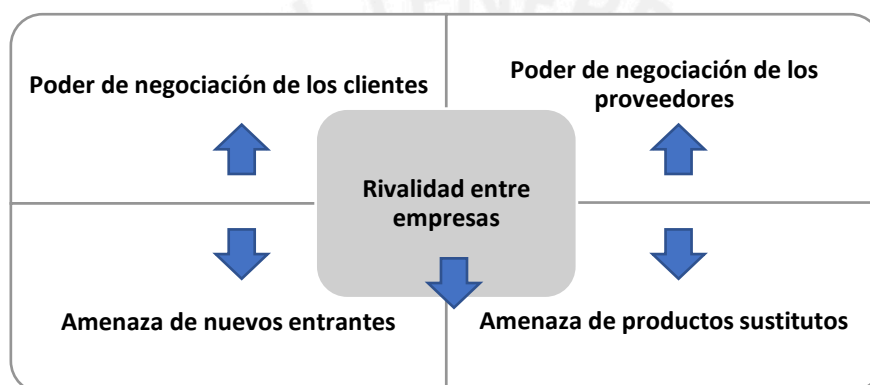 Poder de negociación de los clientes
Poder de negociación de los
proveedores
Rivalidad entre
empresas
Amenaza de nuevos entrantes
Amenaza de productos sustitutos